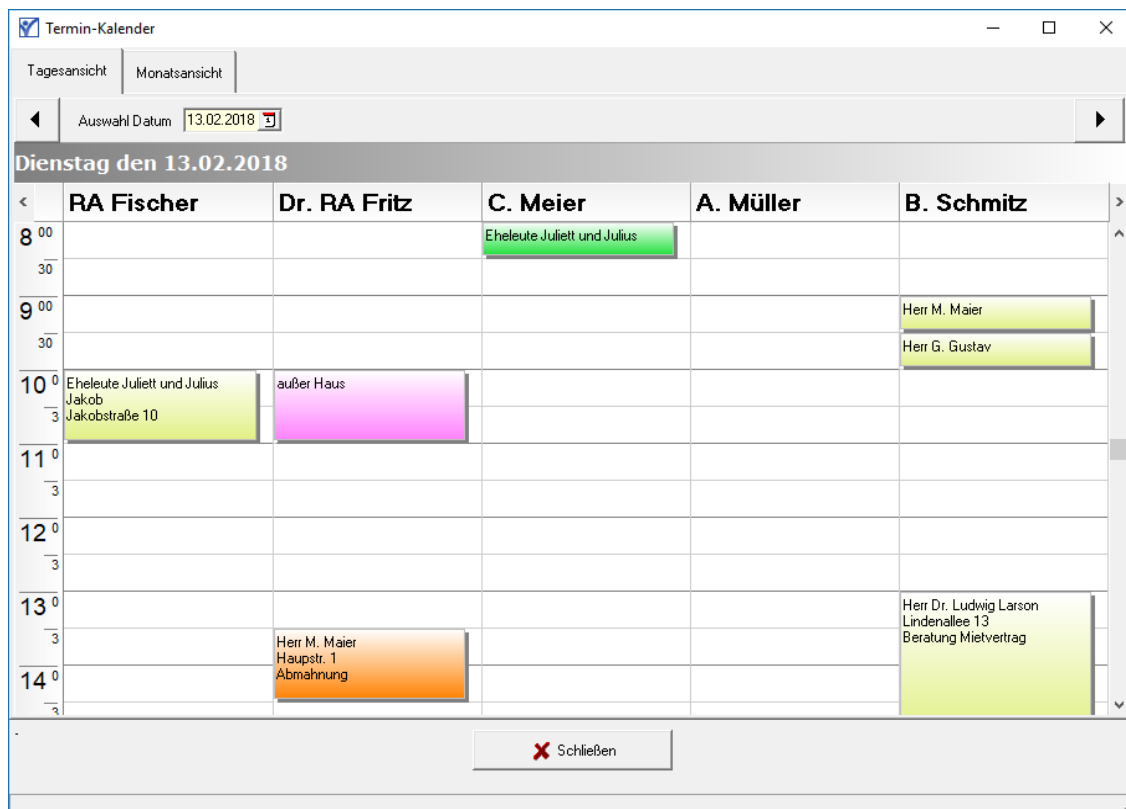 Termin-Kalender
Tagesansicht
Monatsansicht
Auswahl Datum 13.02.2018
Dienstag den 13.02.2018
RA Fischer
Dr. RA Fritz
C. Meier
A. Müller
B. Schmitz
8 00
Eheleute Juliett und Julius
30
9 00
Herr M. Maier
30
Herr G. Gustav
10 0
Eheleute Juliett und Julius
Jakob
Jakobstraße 10
außer Haus
3
11 0
3
12 0
3
13 0
Herr Dr. Ludwig Larson
Lindenallee 13
Beratung Mietvertrag
3
Herr M. Maier
Haupstr. 1
Abmahnung
14 0
3
Schließen